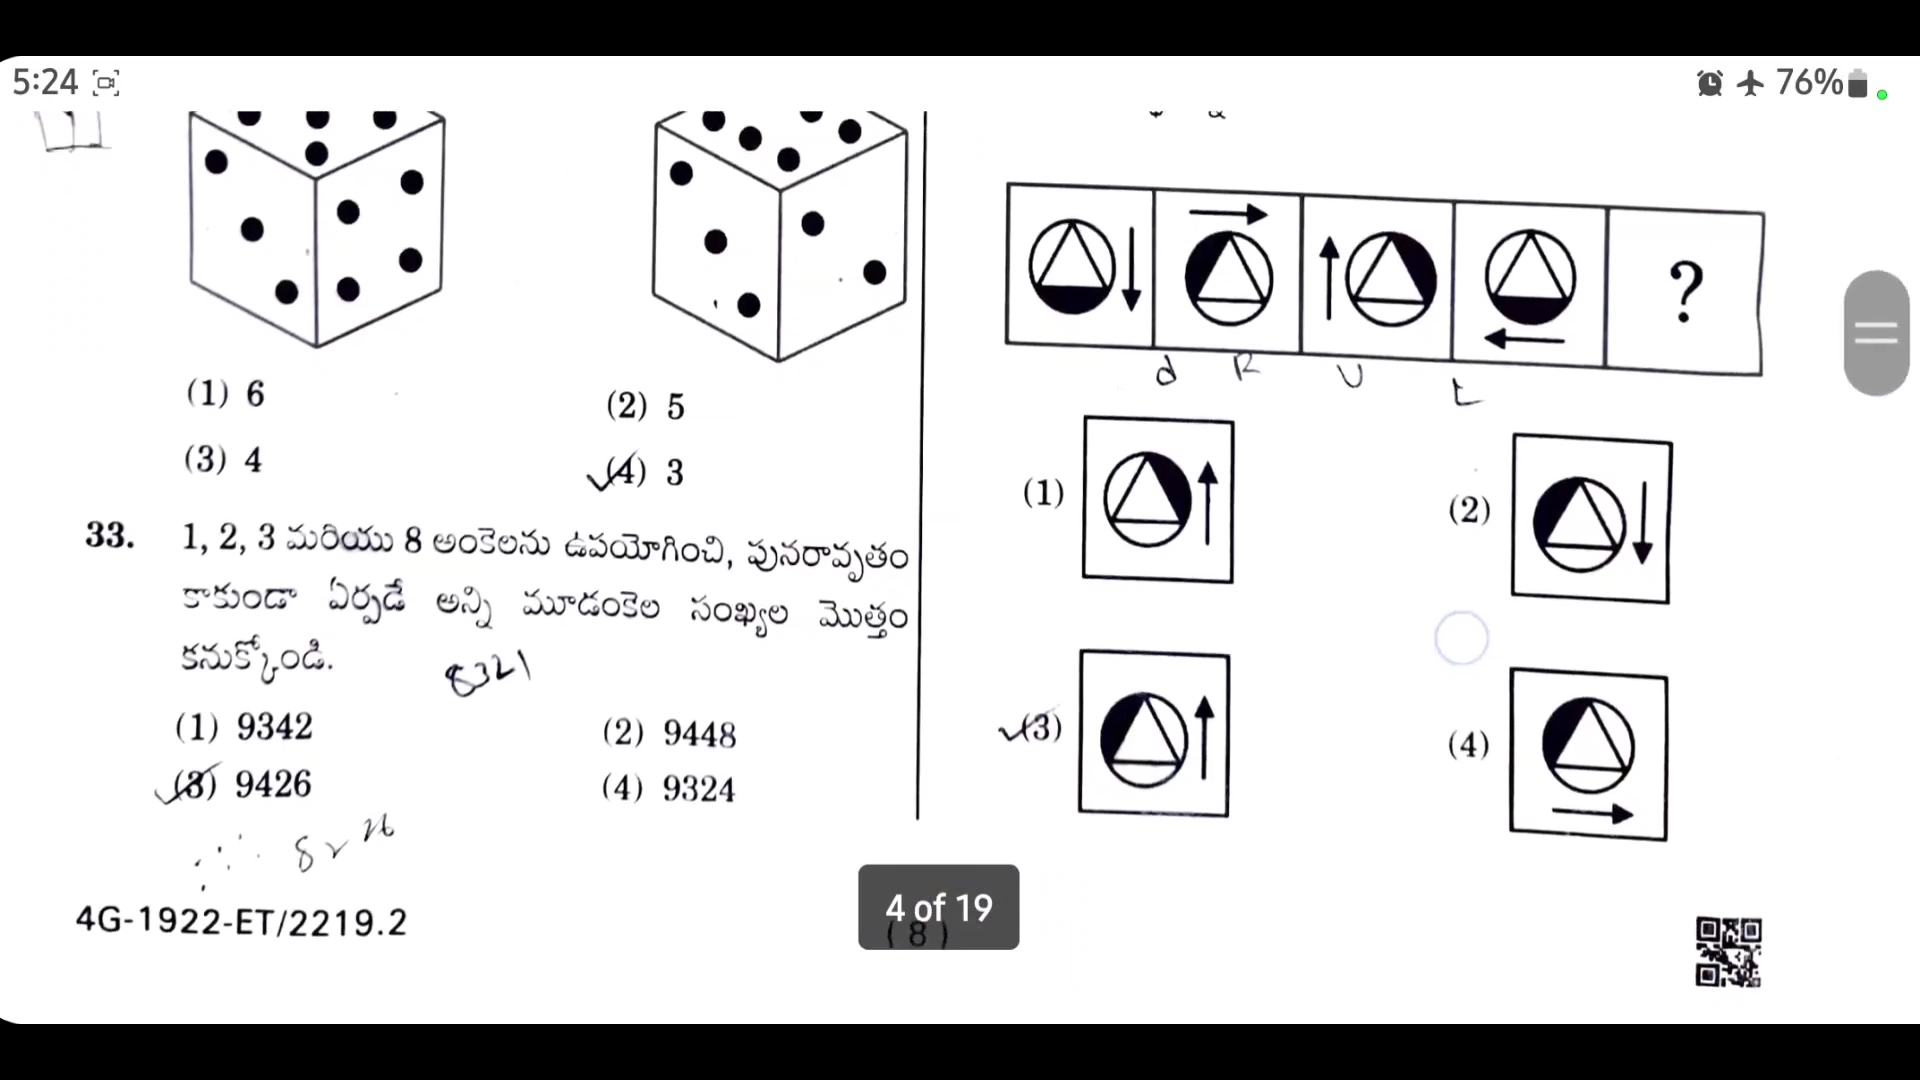 5:24
76%
(1) 6
(2) 5
(3) 4
(4) 3
33. 1, 2, 3 మరియు 8 అంకెలను ఉపయోగించి, పునరావృతం
కాకుండా ఏర్పడే అన్ని మూడంకెల సంఖ్యల మొత్తం
కనుక్కోండి.
8321
(1) 9342
(2) 9448
(3) 9426
(4) 9324
4G-1922-ET/2219.2
?
d R U L
(1)
(2)
(3)
(4)
4 of 19
( 8 )